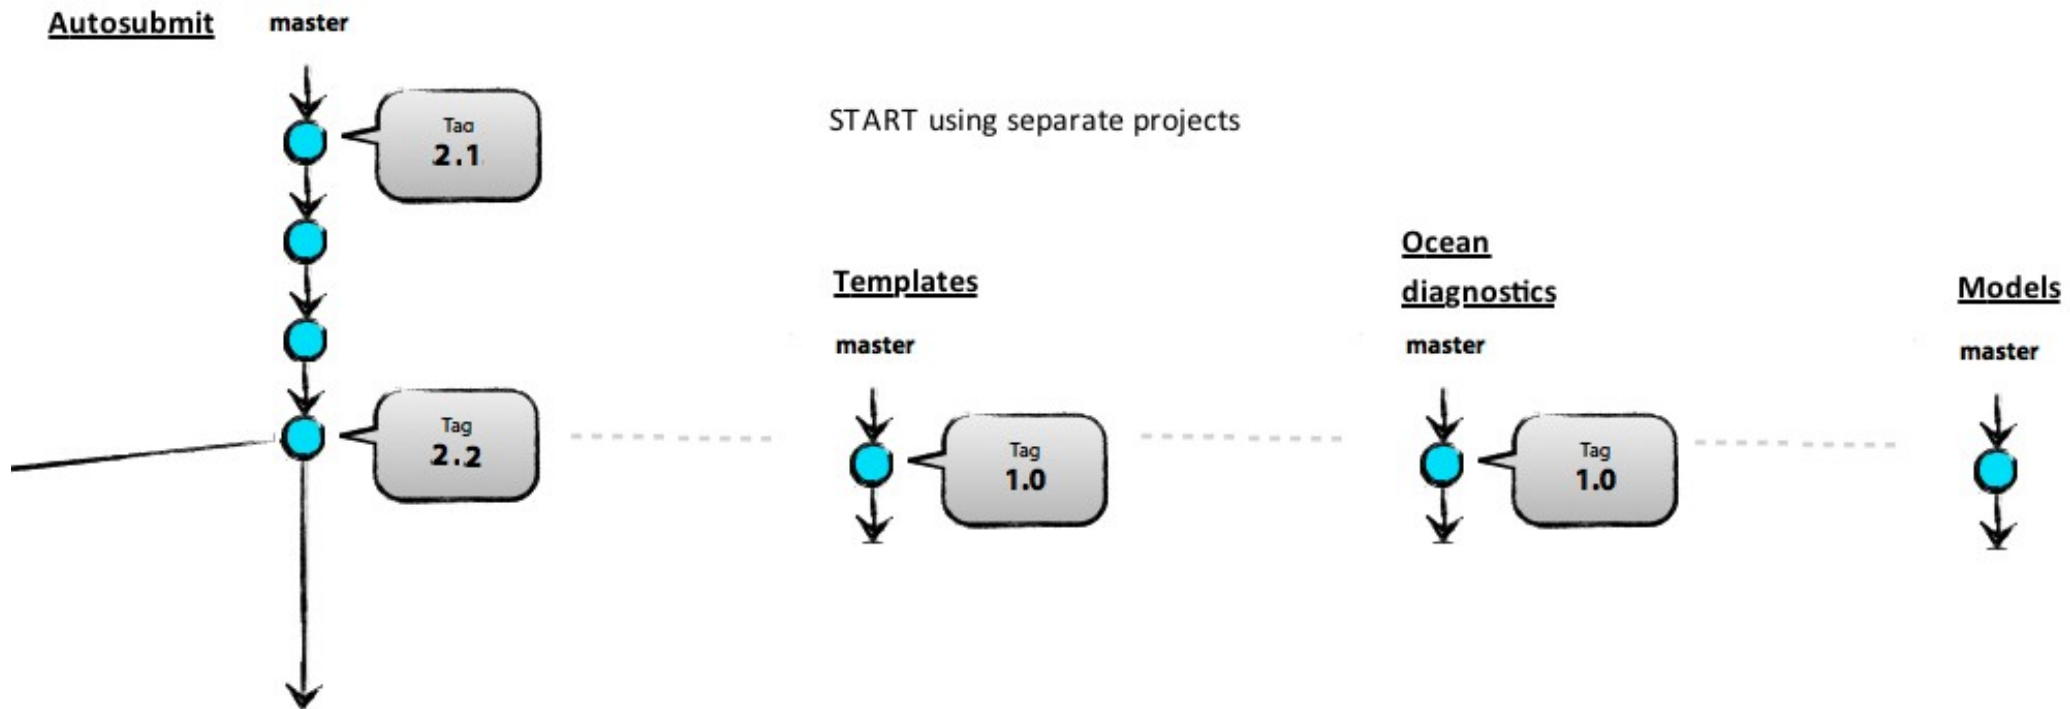 Autosubmit
master
Tag
2.1
START using separate projects
Tag
2.2
Templates
master
Tag
1.0
Ocean
diagnostics
master
Tag
1.0
Models
master